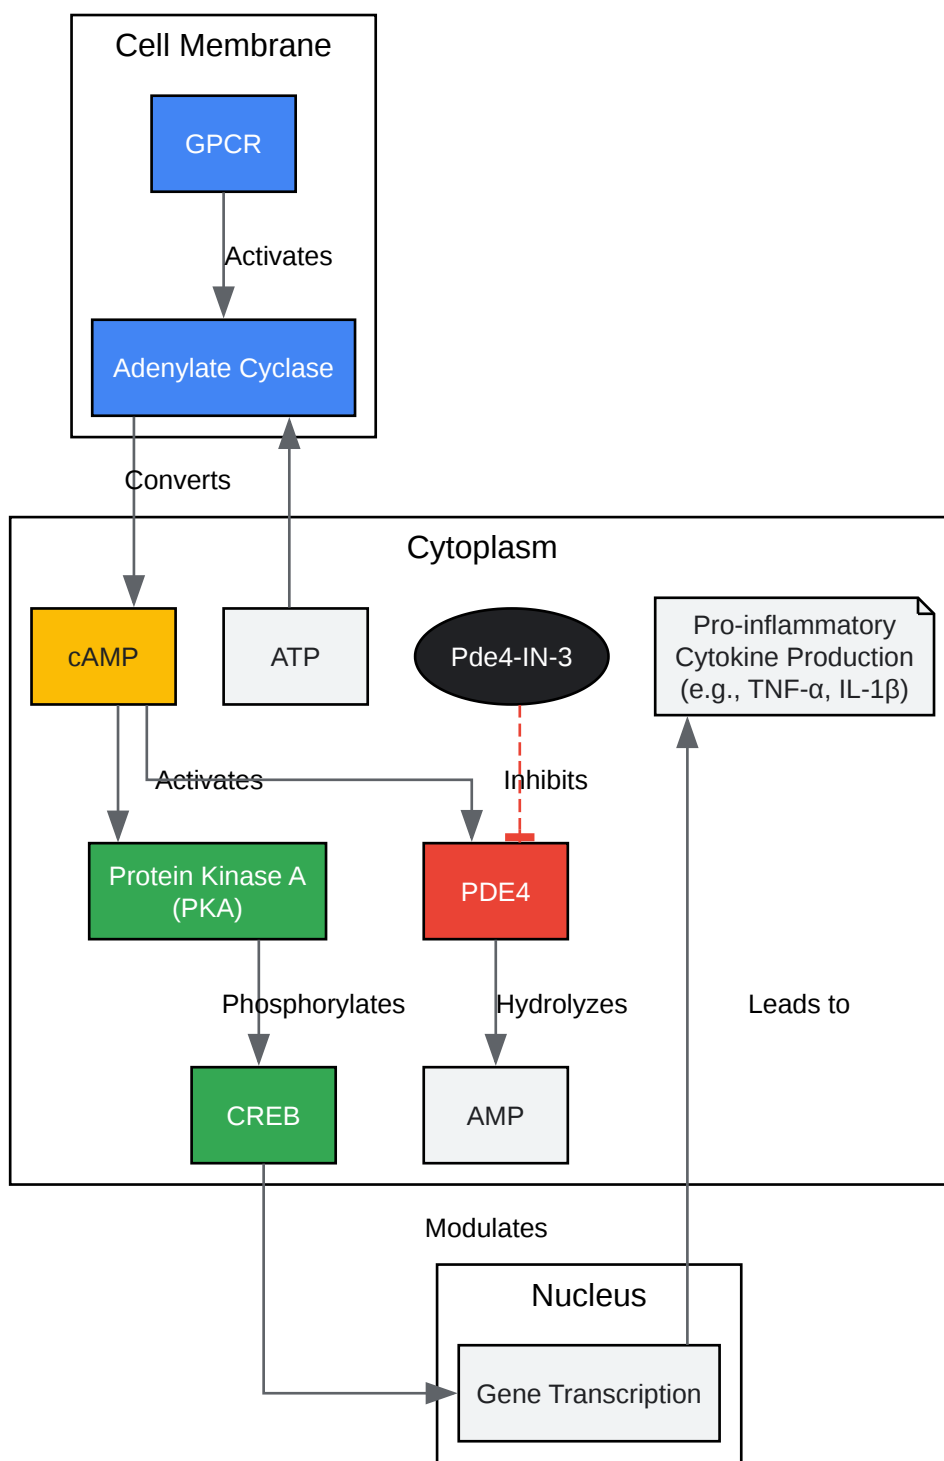 Cell Membrane
GPCR
Activates
Adenylate Cyclase
Converts
Cytoplasm
cAMP
ATP
Pde4-IN-3
Pro-inflammatory
Cytokine Production
(e.g., TNF-α, IL-1β)
Activates
Inhibits
Protein Kinase A
(PKA)
PDE4
Phosphorylates
Hydrolyzes
Leads to
CREB
AMP
Modulates
Nucleus
Gene Transcription